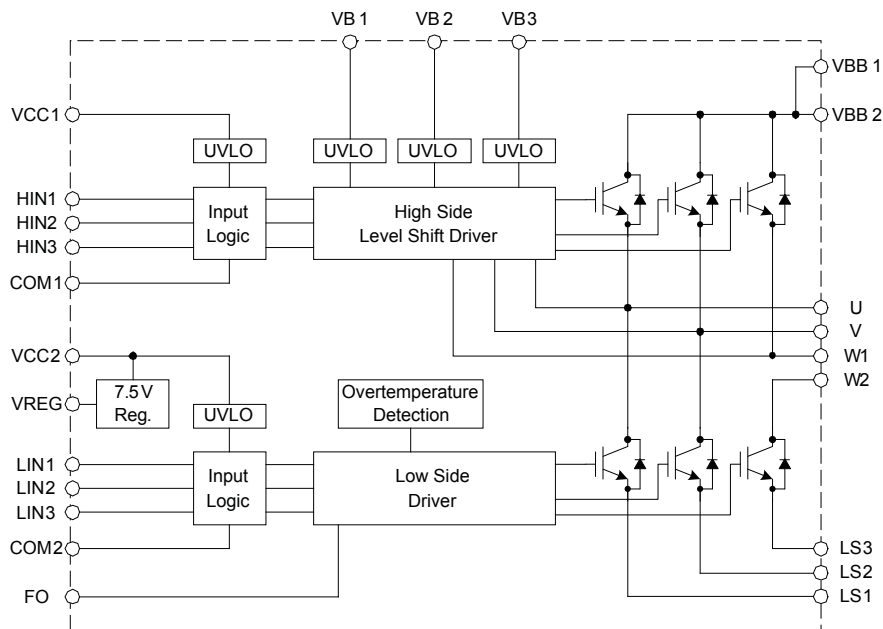 VB 1
VB 2
VB3
VBB 1
VCC1
VBB 2
UVLO
UVLO
UVLO
UVLO
HIN1
HIN2
HIN3
Input
Logic
High Side
Level Shift Driver
COM1
U
V
VCC2
W1
W2
VREG
7.5 V
Reg.
UVLO
Overtemperature
Detection
LIN1
LIN2
LIN3
Input
Logic
Low Side
Driver
COM2
LS3
LS2
FO
LS1